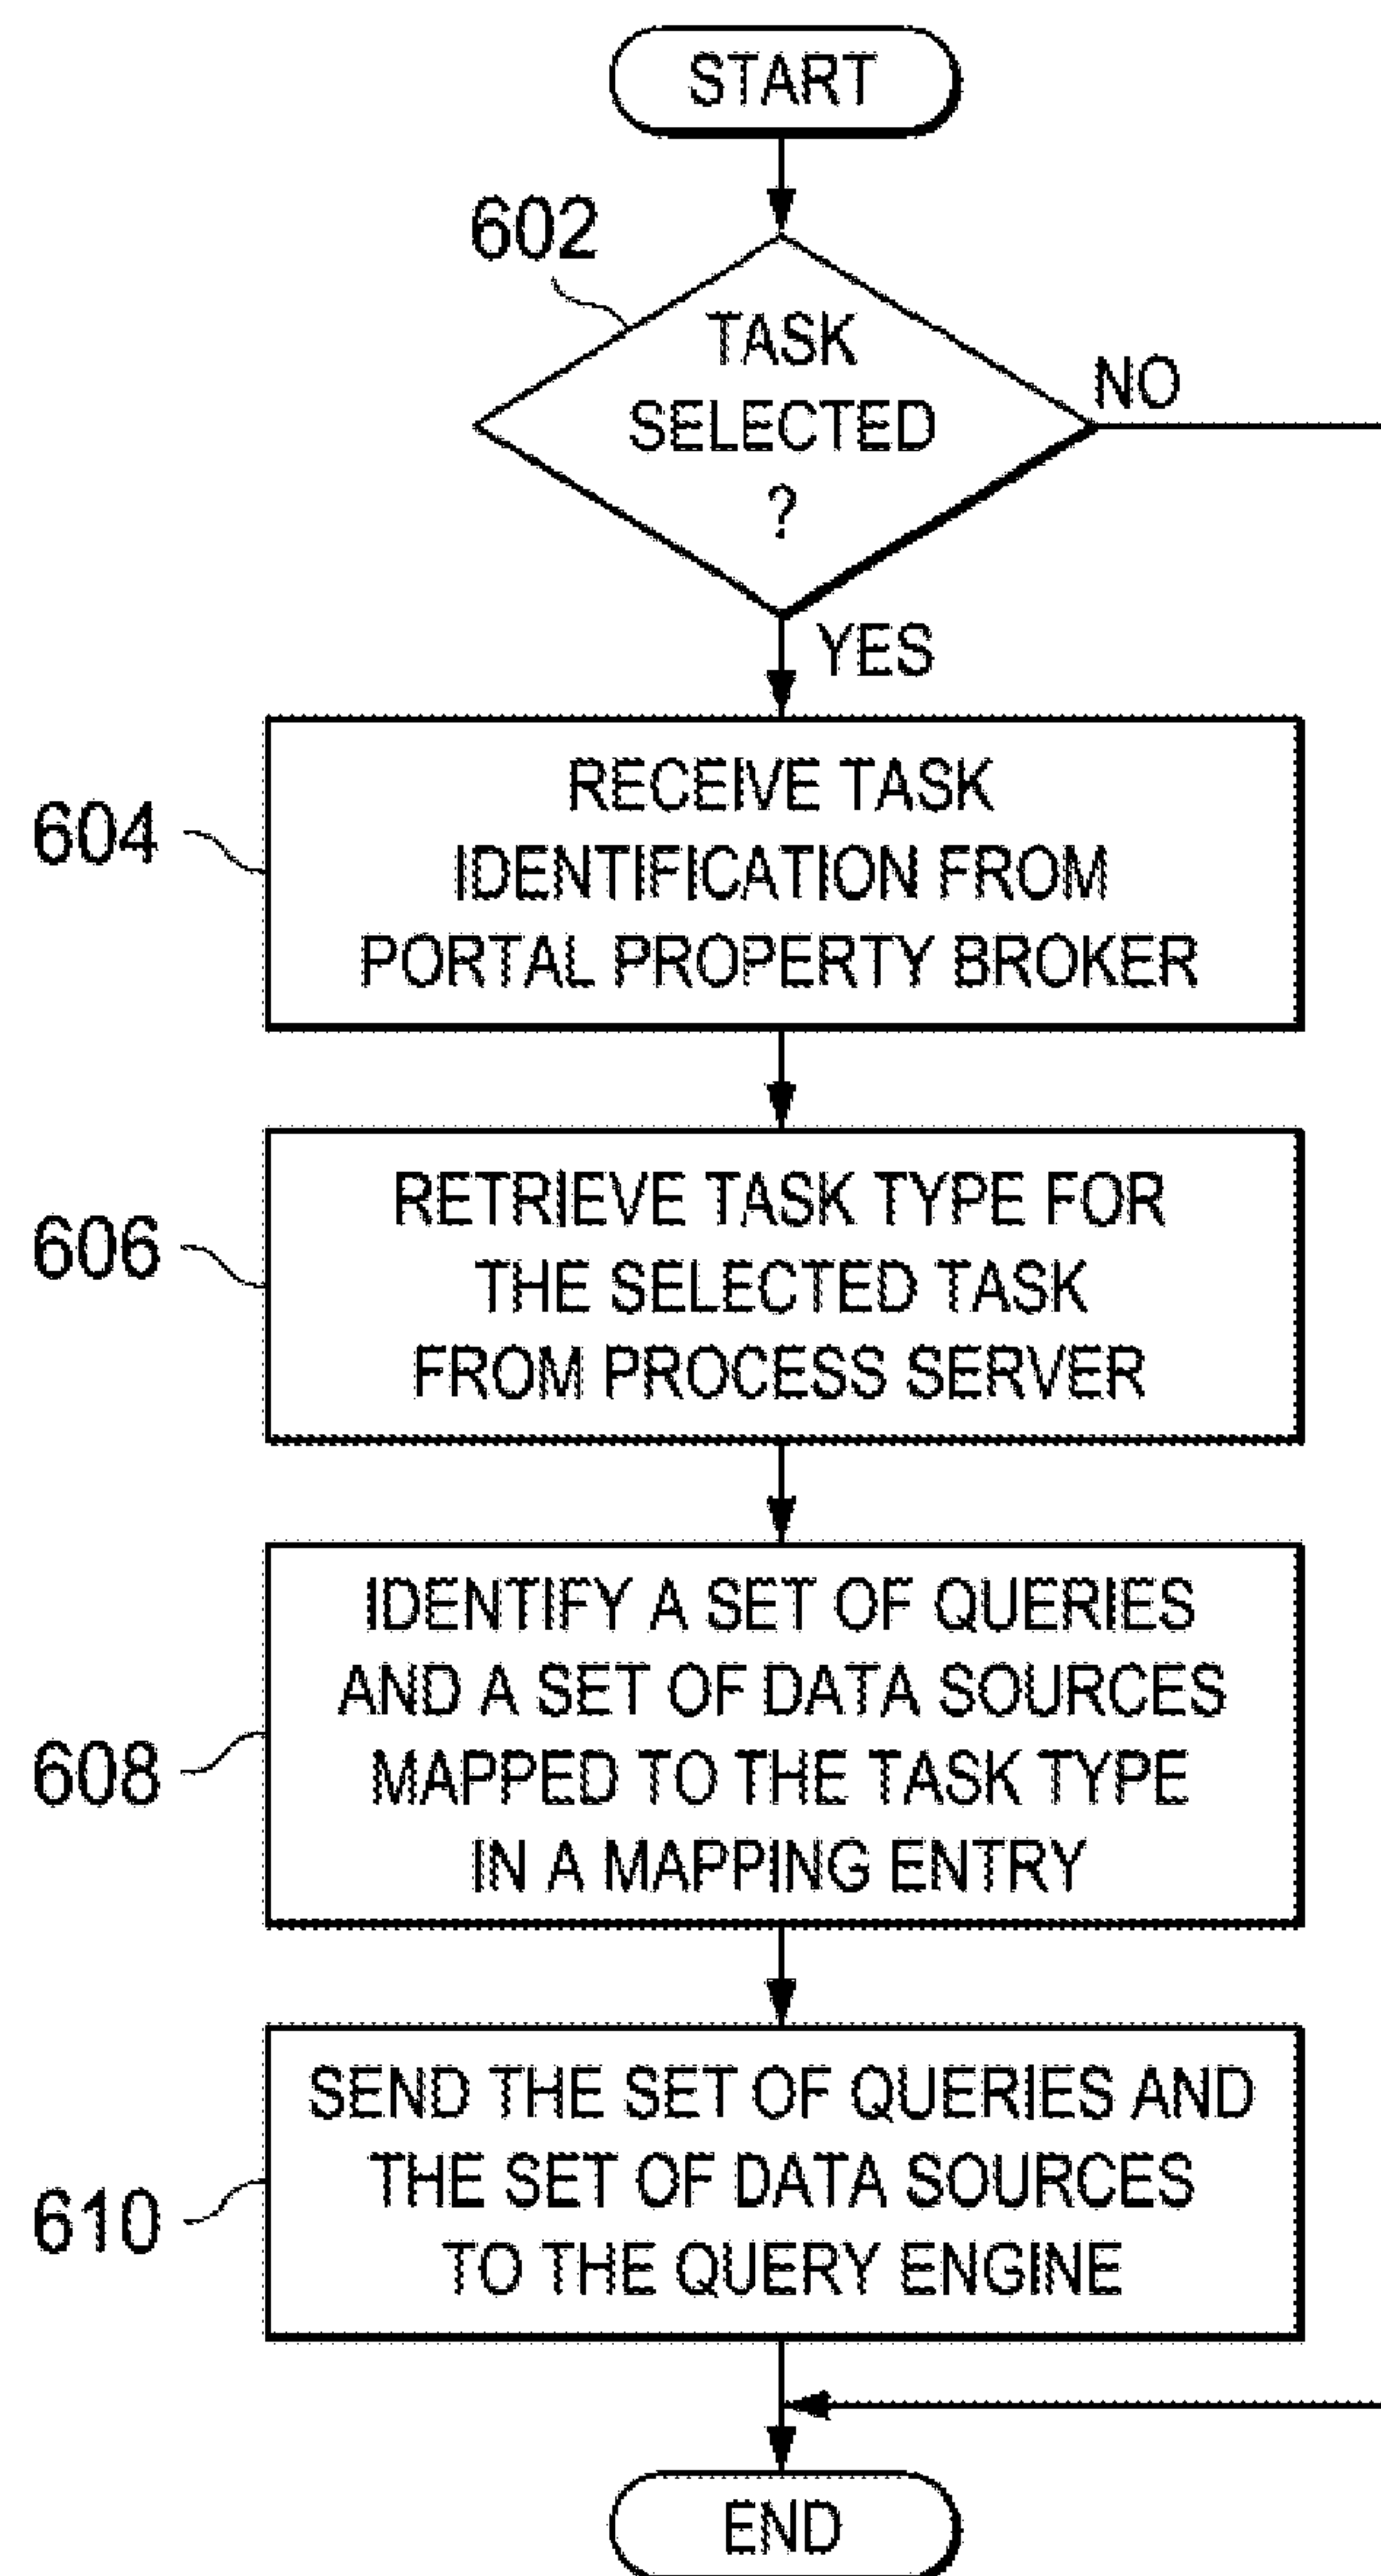 START
602
TASK
SELECTED
?
NO
YES
604
RECEIVE TASK
IDENTIFICATION FROM
PORTAL PROPERTY BROKER
606
RETRIEVE TASK TYPE FOR
THE SELECTED TASK
FROM PROCESS SERVER
608
IDENTIFY A SET OF QUERIES
AND A SET OF DATA SOURCES
MAPPED TO THE TASK TYPE
IN A MAPPING ENTRY
610
SEND THE SET OF QUERIES AND
THE SET OF DATA SOURCES
TO THE QUERY ENGINE
END